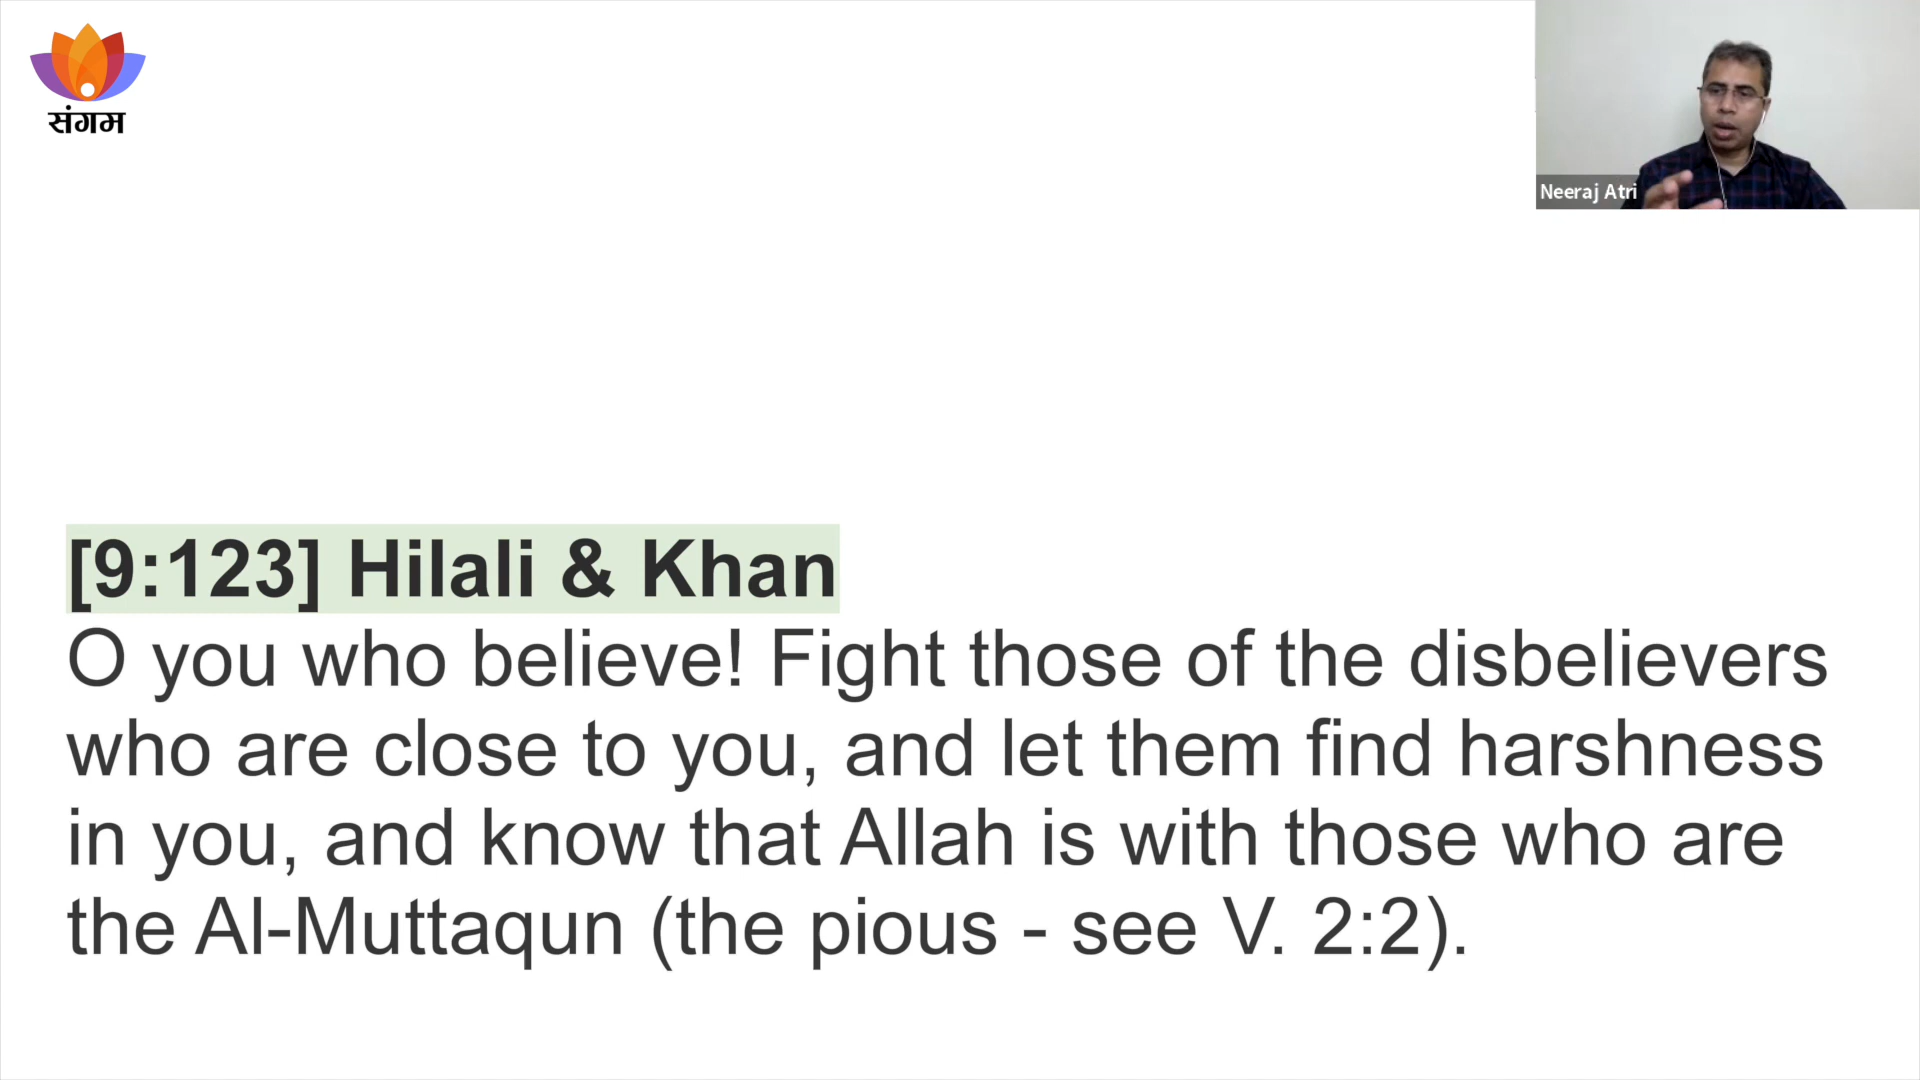 संगम
Neeraj Atri
[9:123] Hilali & Khan
O you who believe! Fight those of the disbelievers
who are close to you, and let them find harshness
in you, and know that Allah is with those who are
the Al-Muttaqun (the pious - see V. 2:2).